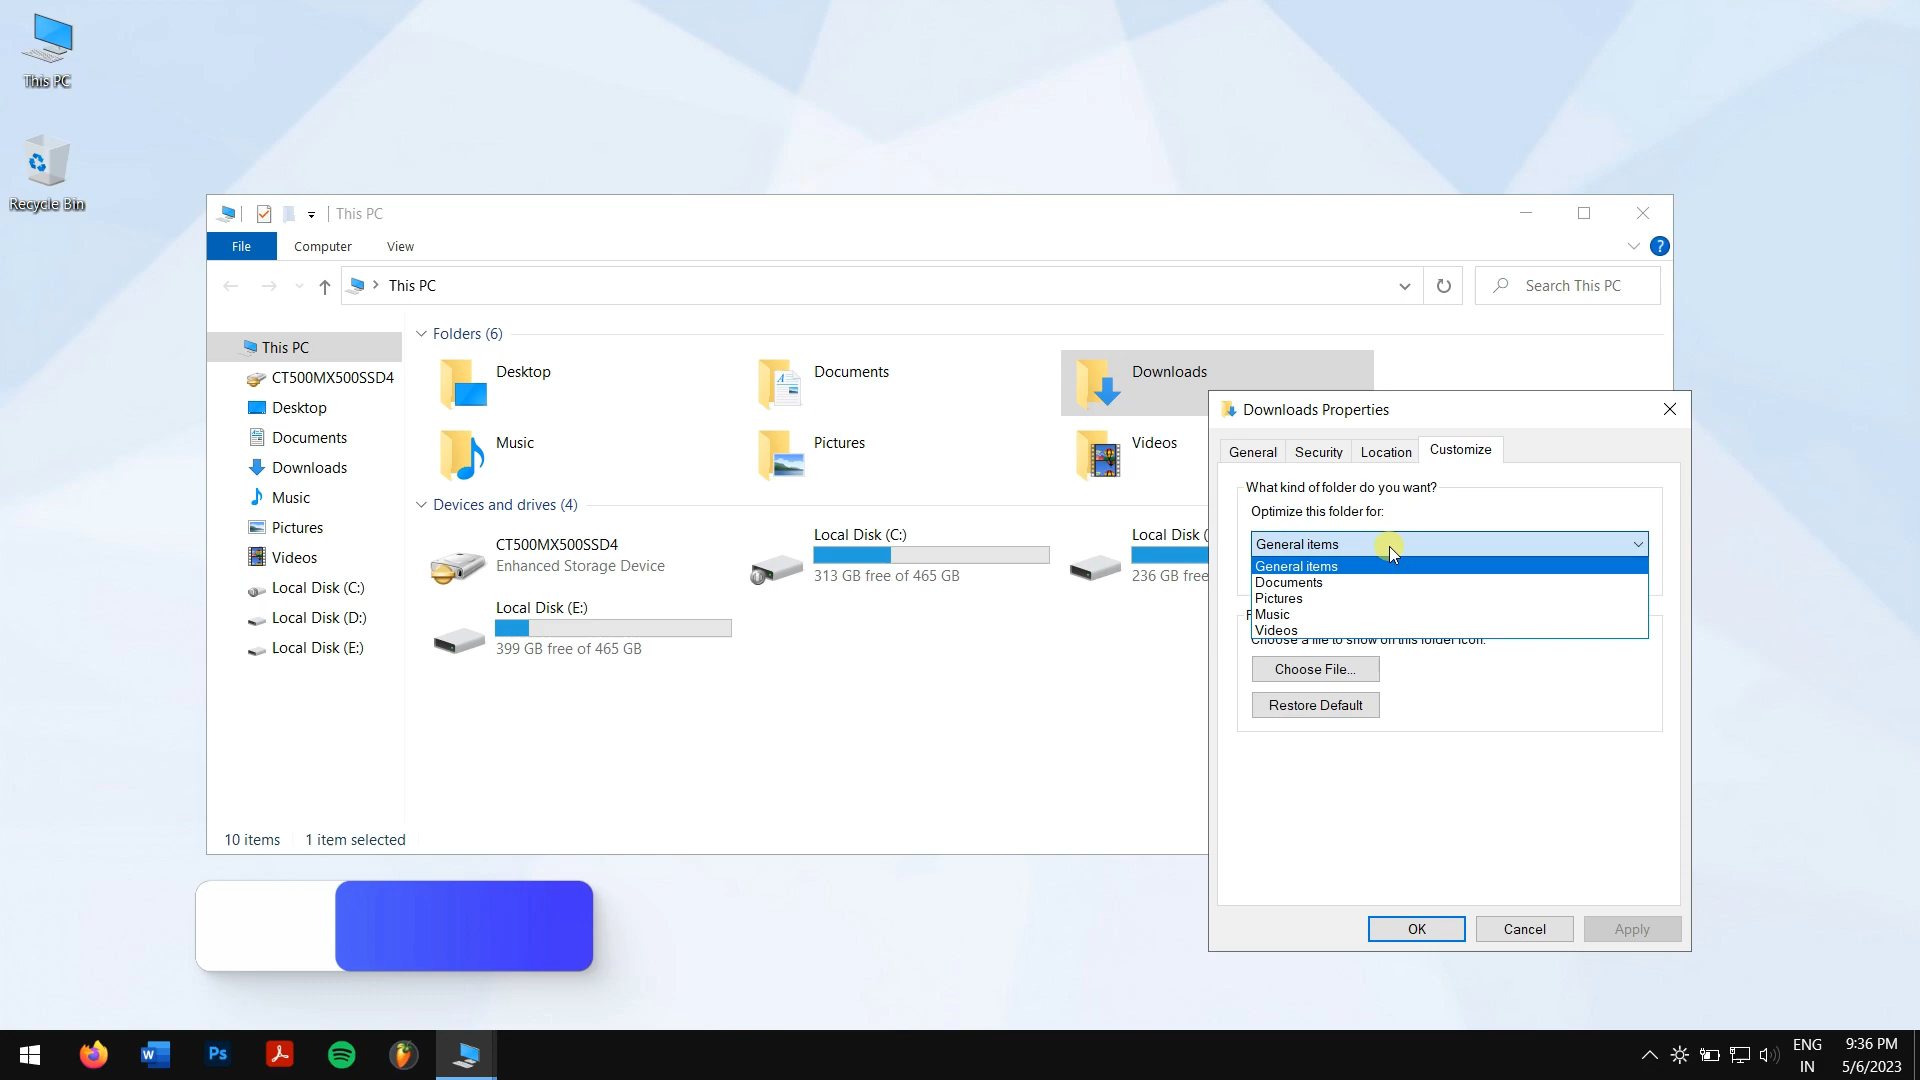 This PC
Recycle Bin
This PC
File
Computer
View
?
This PC
Search This PC
This PC
CT500MX500SSD4
Desktop
Documents
Downloads
Music
Pictures
Videos
Local Disk (C:)
Local Disk (D:)
Local Disk (E:)
Folders (6)
Desktop
Documents
Downloads
Music
Pictures
Videos
Devices and drives (4)
CT500MX500SSD4
Enhanced Storage Device
Local Disk (C:)
313 GB free of 465 GB
Local Disk (
236 GB free
Local Disk (E:)
399 GB free of 465 GB
10 items
1 item selected
Downloads Properties
General
Security
Location
Customize
What kind of folder do you want?
Optimize this folder for:
General items
General items
Documents
Pictures
Music
Videos
Choose a file to show on this folder icon.
Choose File...
Restore Default
OK
Cancel
Apply
W
Ps
ENG
IN
9:36 PM
5/6/2023